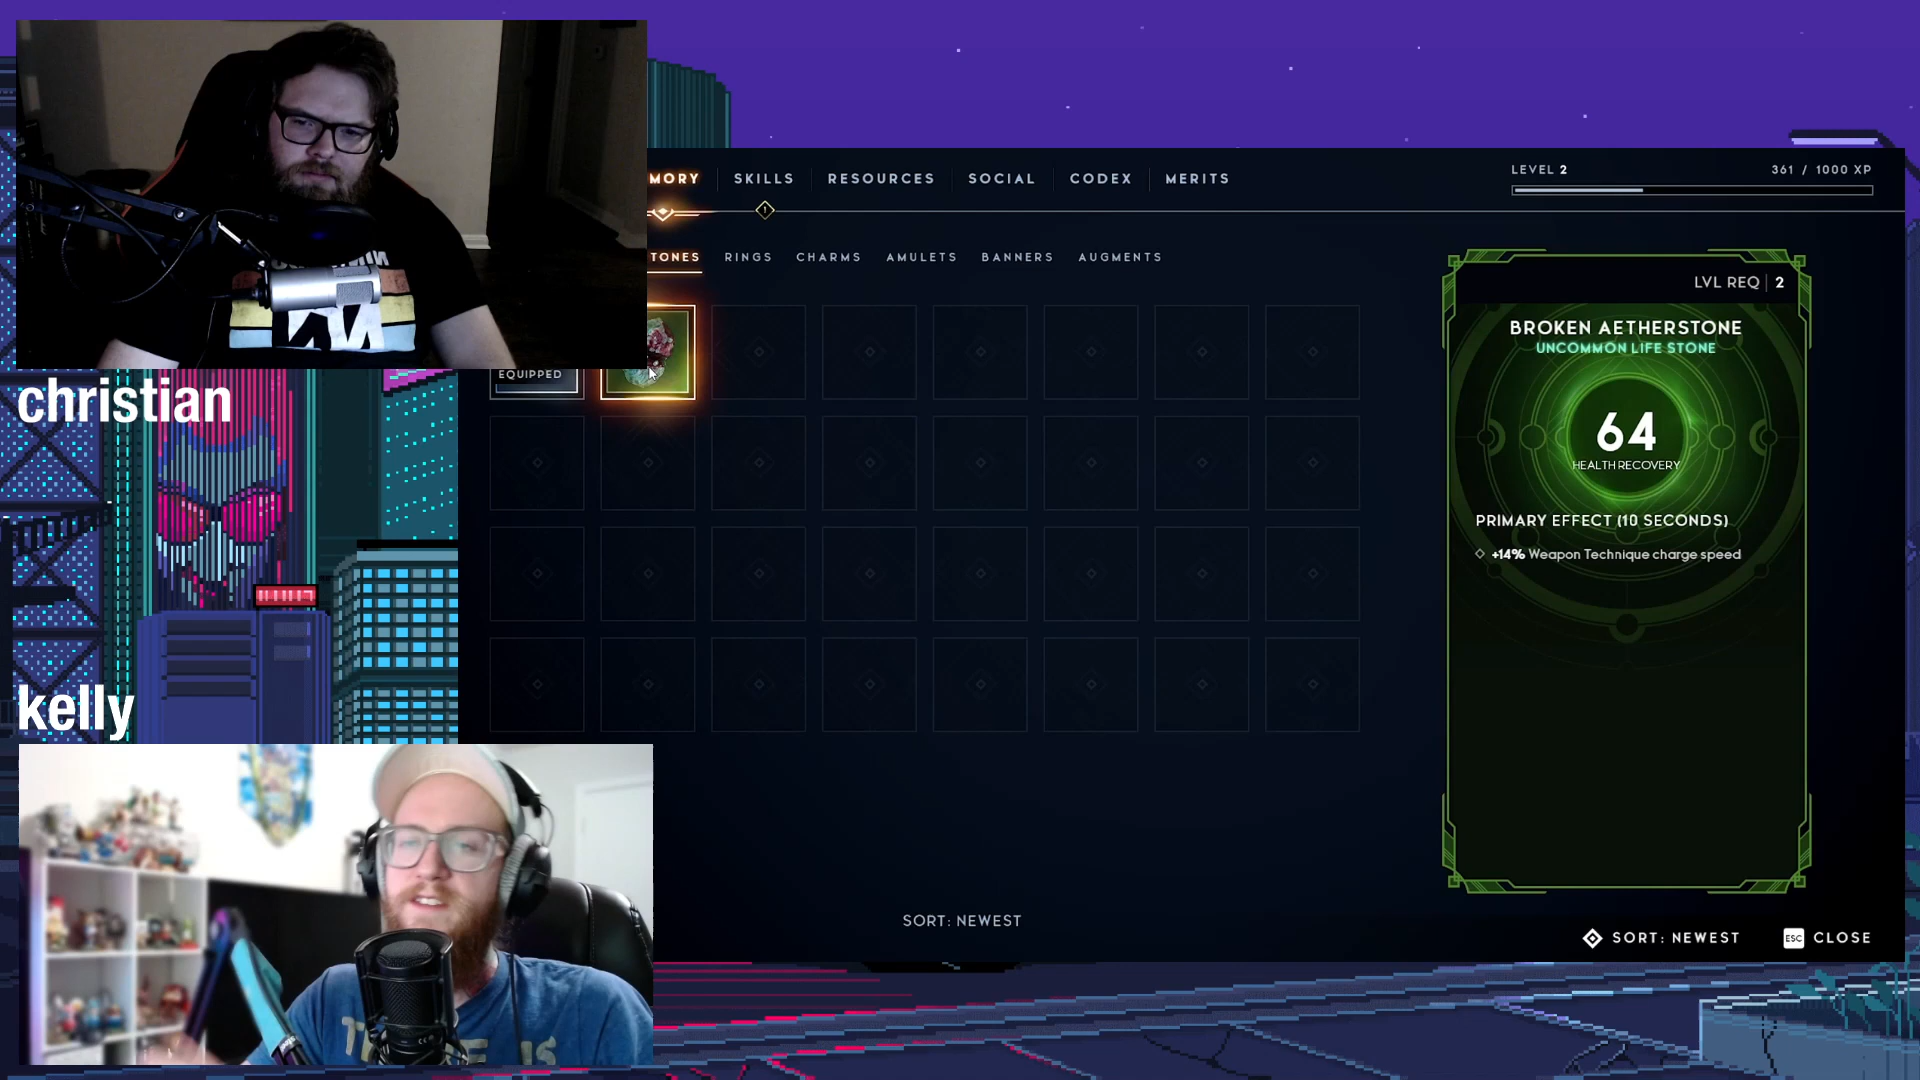 MORY
SKILLS
RESOURCES
SOCIAL
CODEX
MERITS
LEVEL 2
361 / 1000 XP
TONES
RINGS
CHARMS
AMULETS
BANNERS
AUGMENTS
LVL REQ | 2
BROKEN AETHERSTONE
UNCOMMON LIFE STONE
EQUIPPED
christian
64
HEALTH RECOVERY
PRIMARY EFFECT (10 SECONDS)
+14% Weapon Technique charge speed
kelly
SORT: NEWEST
SORT: NEWEST
ESC CLOSE
IS